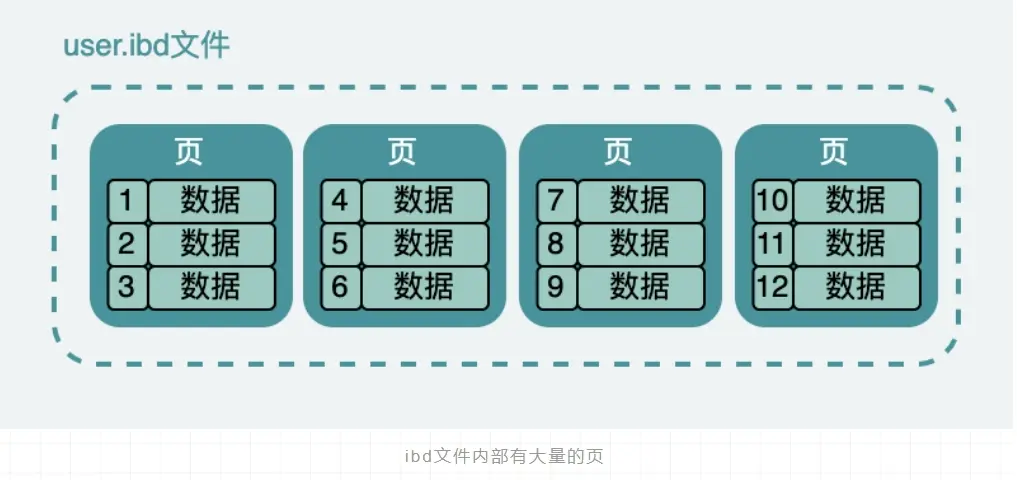 user.ibd文件
页 页 页 页
1 数据 4 数据 7 数据 10 数据
2 数据 5 数据 8 数据 11 数据
3 数据 6 数据 9 数据 12 数据
ibd文件内部有大量的页